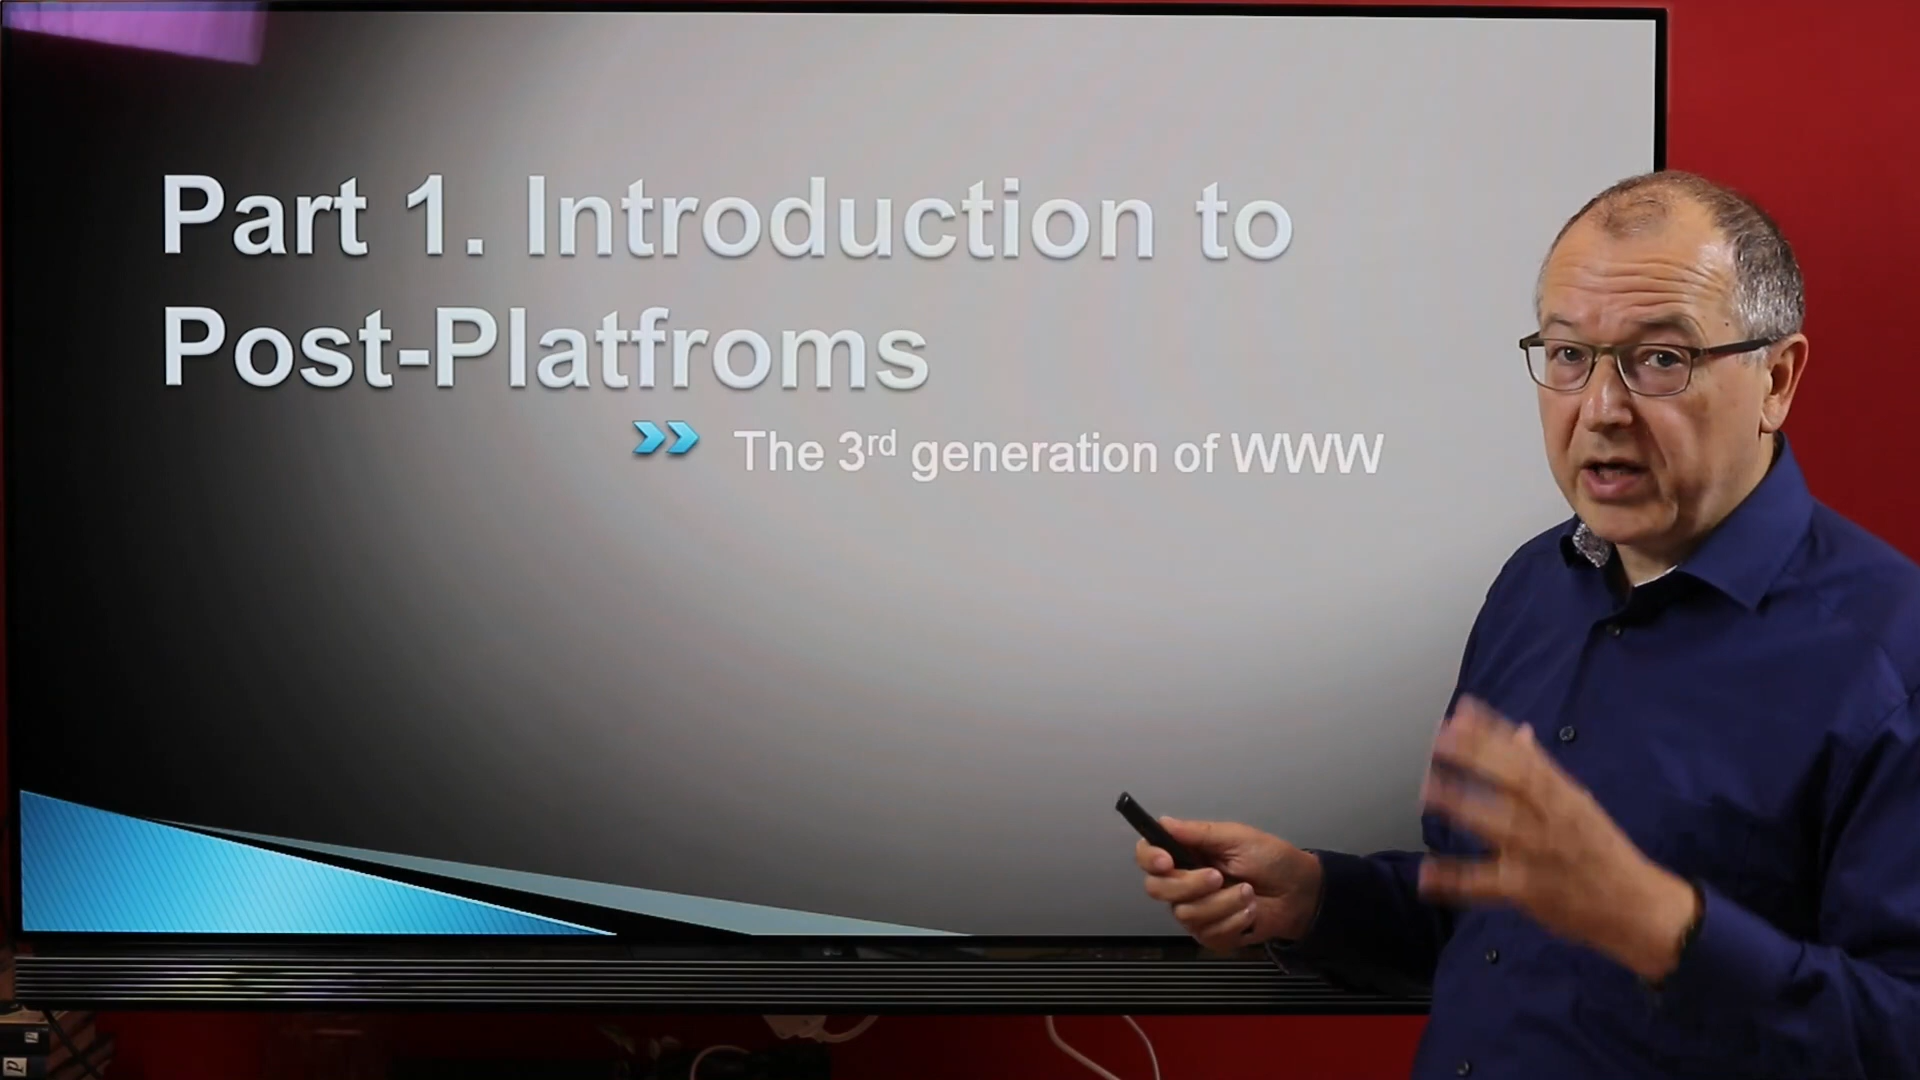 Part 1. Introduction to
Post-Platfroms
The 3rd generation of WWW